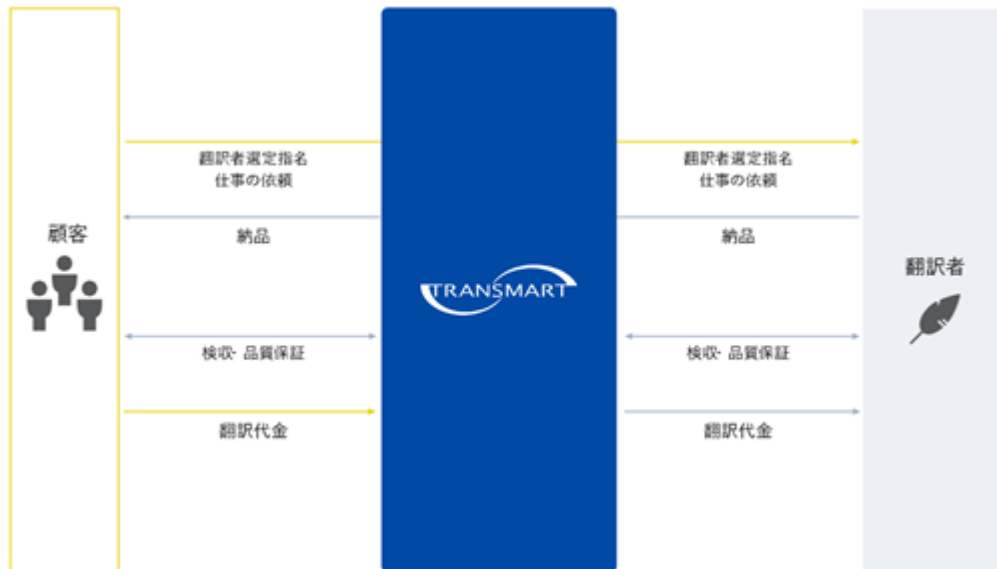 顧客
翻訳者選定指名
仕事の依頼
納品
検収・品質保証
翻訳代金
TRANSMART
翻訳者選定指名
仕事の依頼
納品
検収・品質保証
翻訳代金
翻訳者